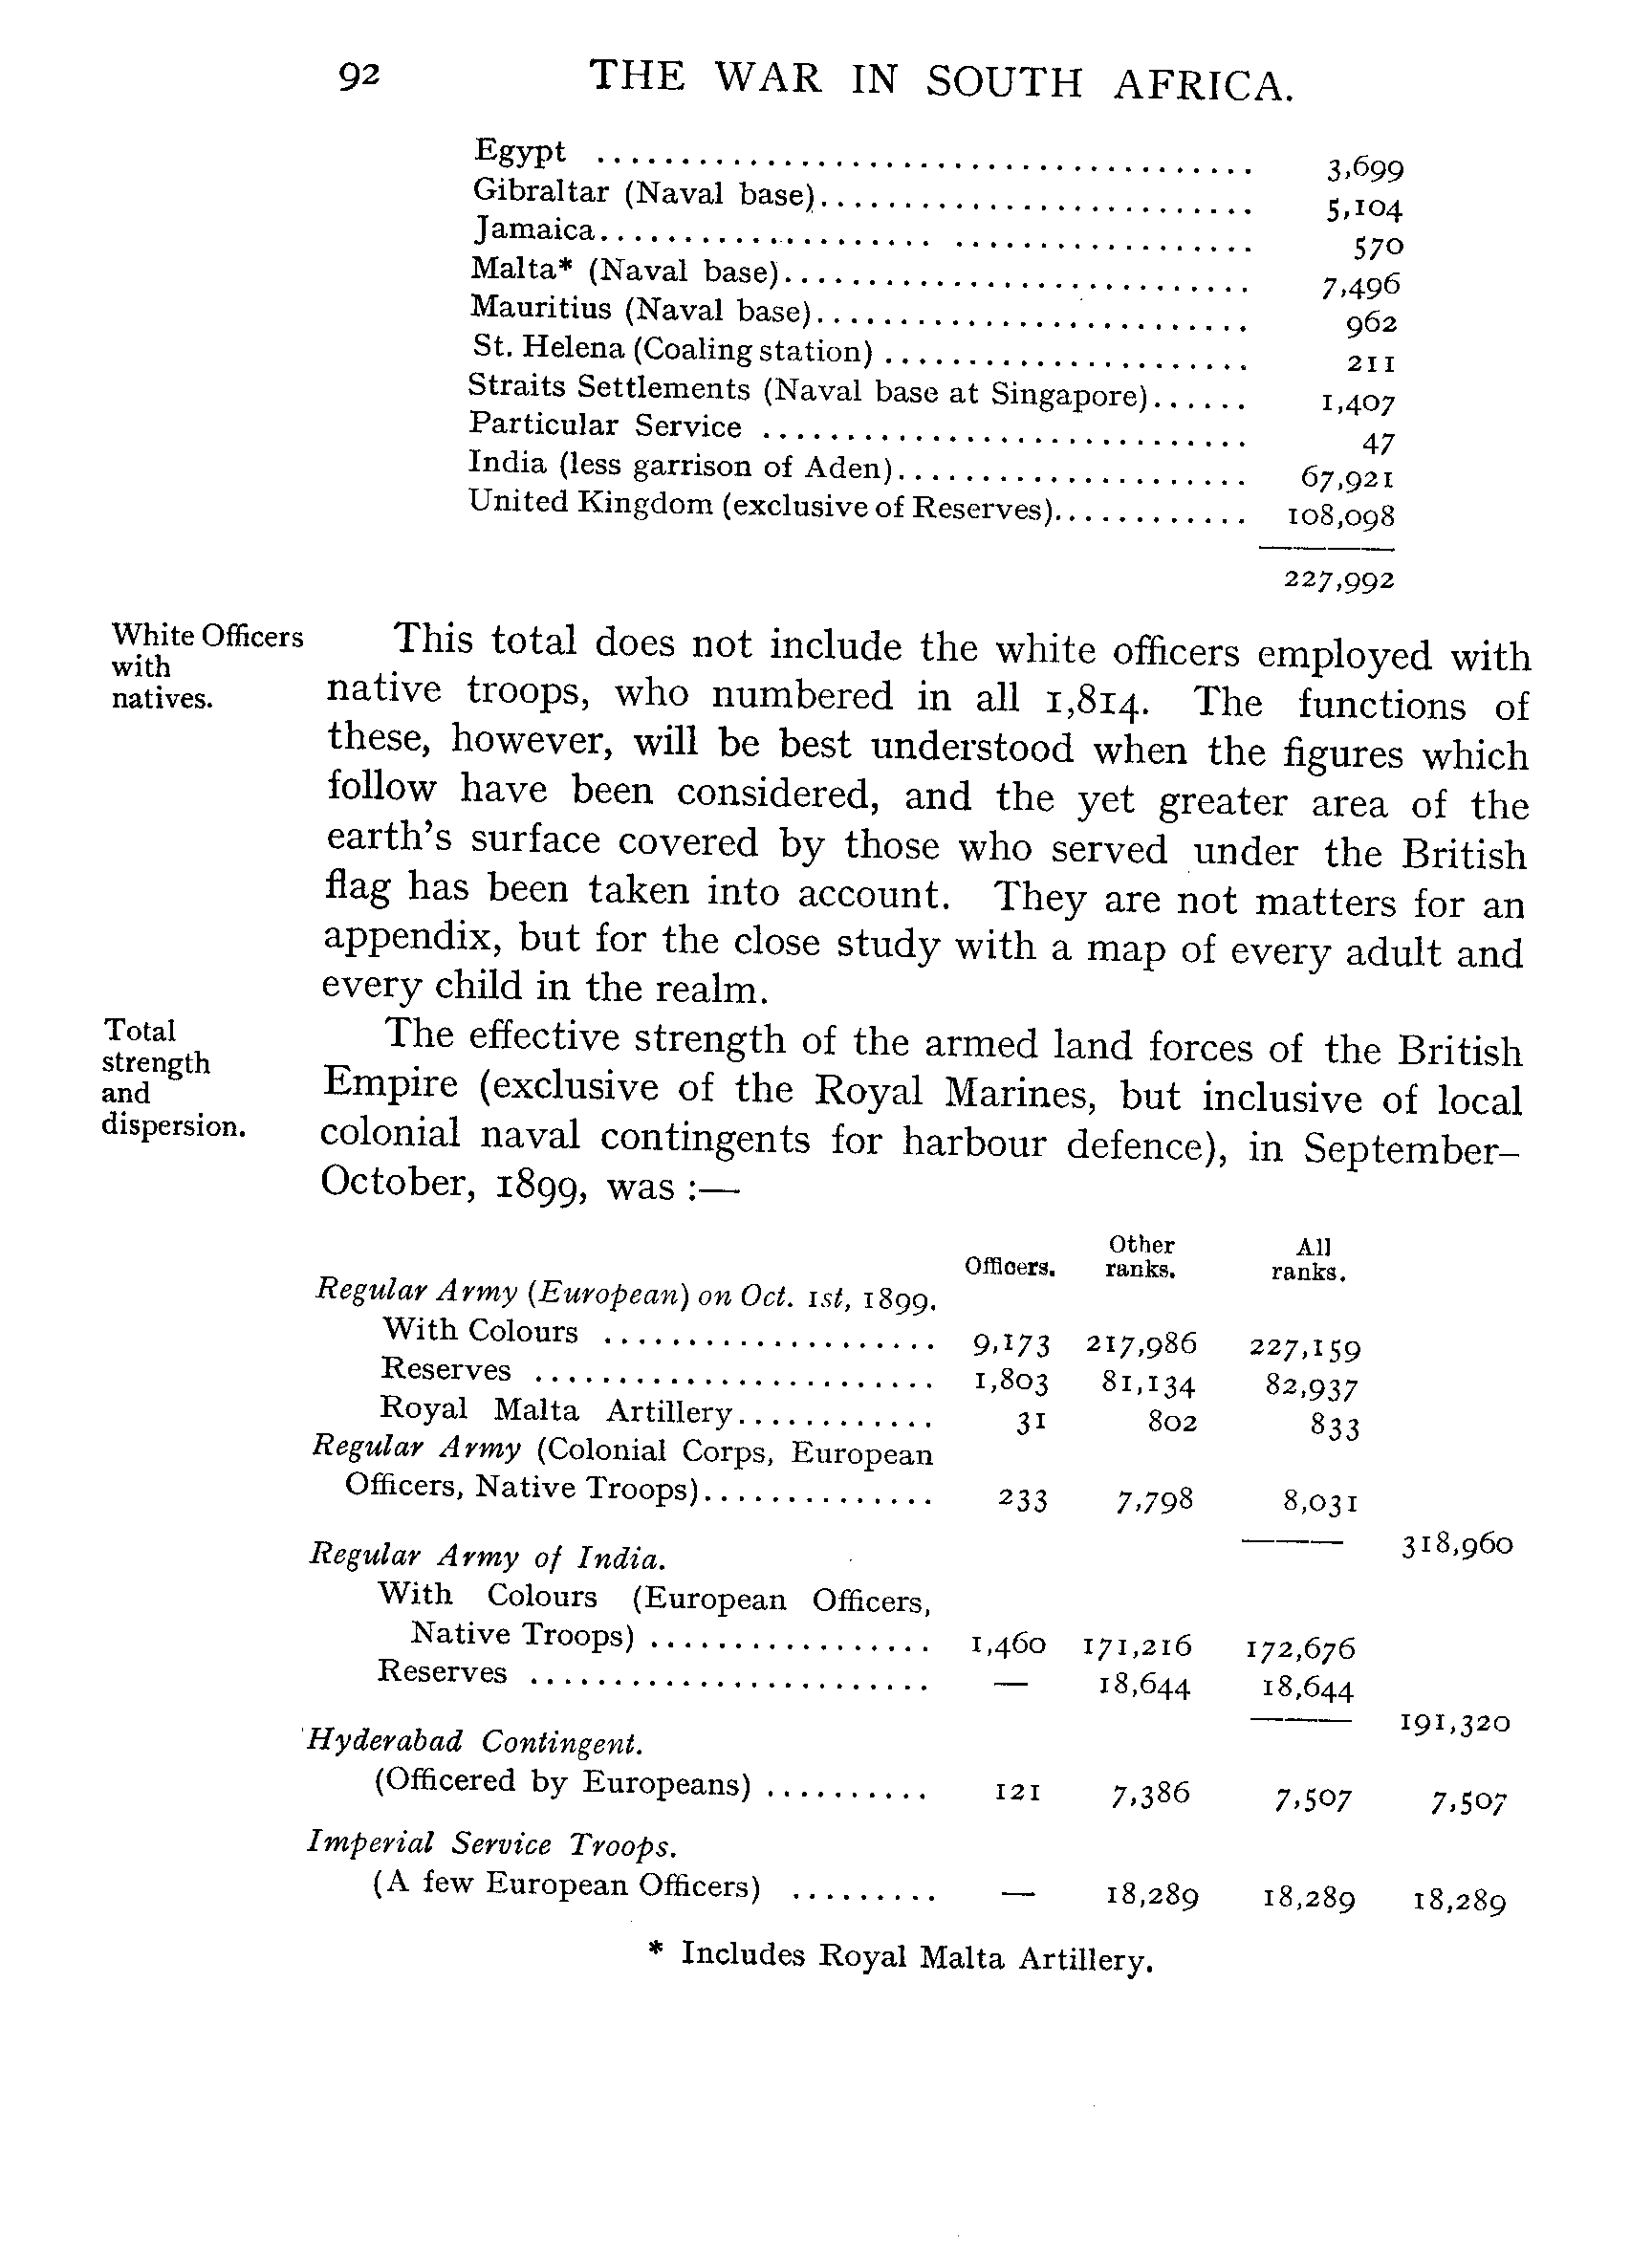 92 THE WAR IN SOUTH AFRICA.
Egypt ....................................... 3,699
Gibraltar (Naval base).......................... 5,104
Jamaica...................................... 570
Malta* (Naval base)............................ 7,496
Mauritius (Naval base).......................... 962
St. Helena (Coaling station) ...................... 211
Straits Settlements (Naval base at Singapore)...... 1,407
Particular Service ............................. 47
India (less garrison of Aden)..................... 67,921
United Kingdom (exclusive of Reserves)............ 108,098
227,992
White Officers
with
natives.
This total does not include the white officers employed with
native troops, who numbered in all 1,814. The functions of
these, however, will be best understood when the figures which
follow have been considered, and the yet greater area of the
earth's surface covered by those who served under the British
flag has been taken into account. They are not matters for an
appendix, but for the close study with a map of every adult and
every child in the realm.
Total
strength
and
dispersion.
The effective strength of the armed land forces of the British
Empire (exclusive of the Royal Marines, but inclusive of local
colonial naval contingents for harbour defence), in September–
October, 1899, was :—
Officers. Other ranks. All ranks.
Regular Army (European) on Oct. 1st, 1899.
With Colours .................... 9,173 217,986 227,159
Reserves ........................ 1,803 81,134 82,937
Royal Malta Artillery............ 31 802 833
Regular Army (Colonial Corps, European
Officers, Native Troops).............. 233 7,798 8,031
318,960
Regular Army of India.
With Colours (European Officers,
Native Troops) ................. 1,460 171,216 172,676
Reserves ........................ — 18,644 18,644
191,320
Hyderabad Contingent.
(Officered by Europeans) .......... 121 7,386 7,507 7,507
Imperial Service Troops.
(A few European Officers) ......... — 18,289 18,289 18,289
* Includes Royal Malta Artillery.